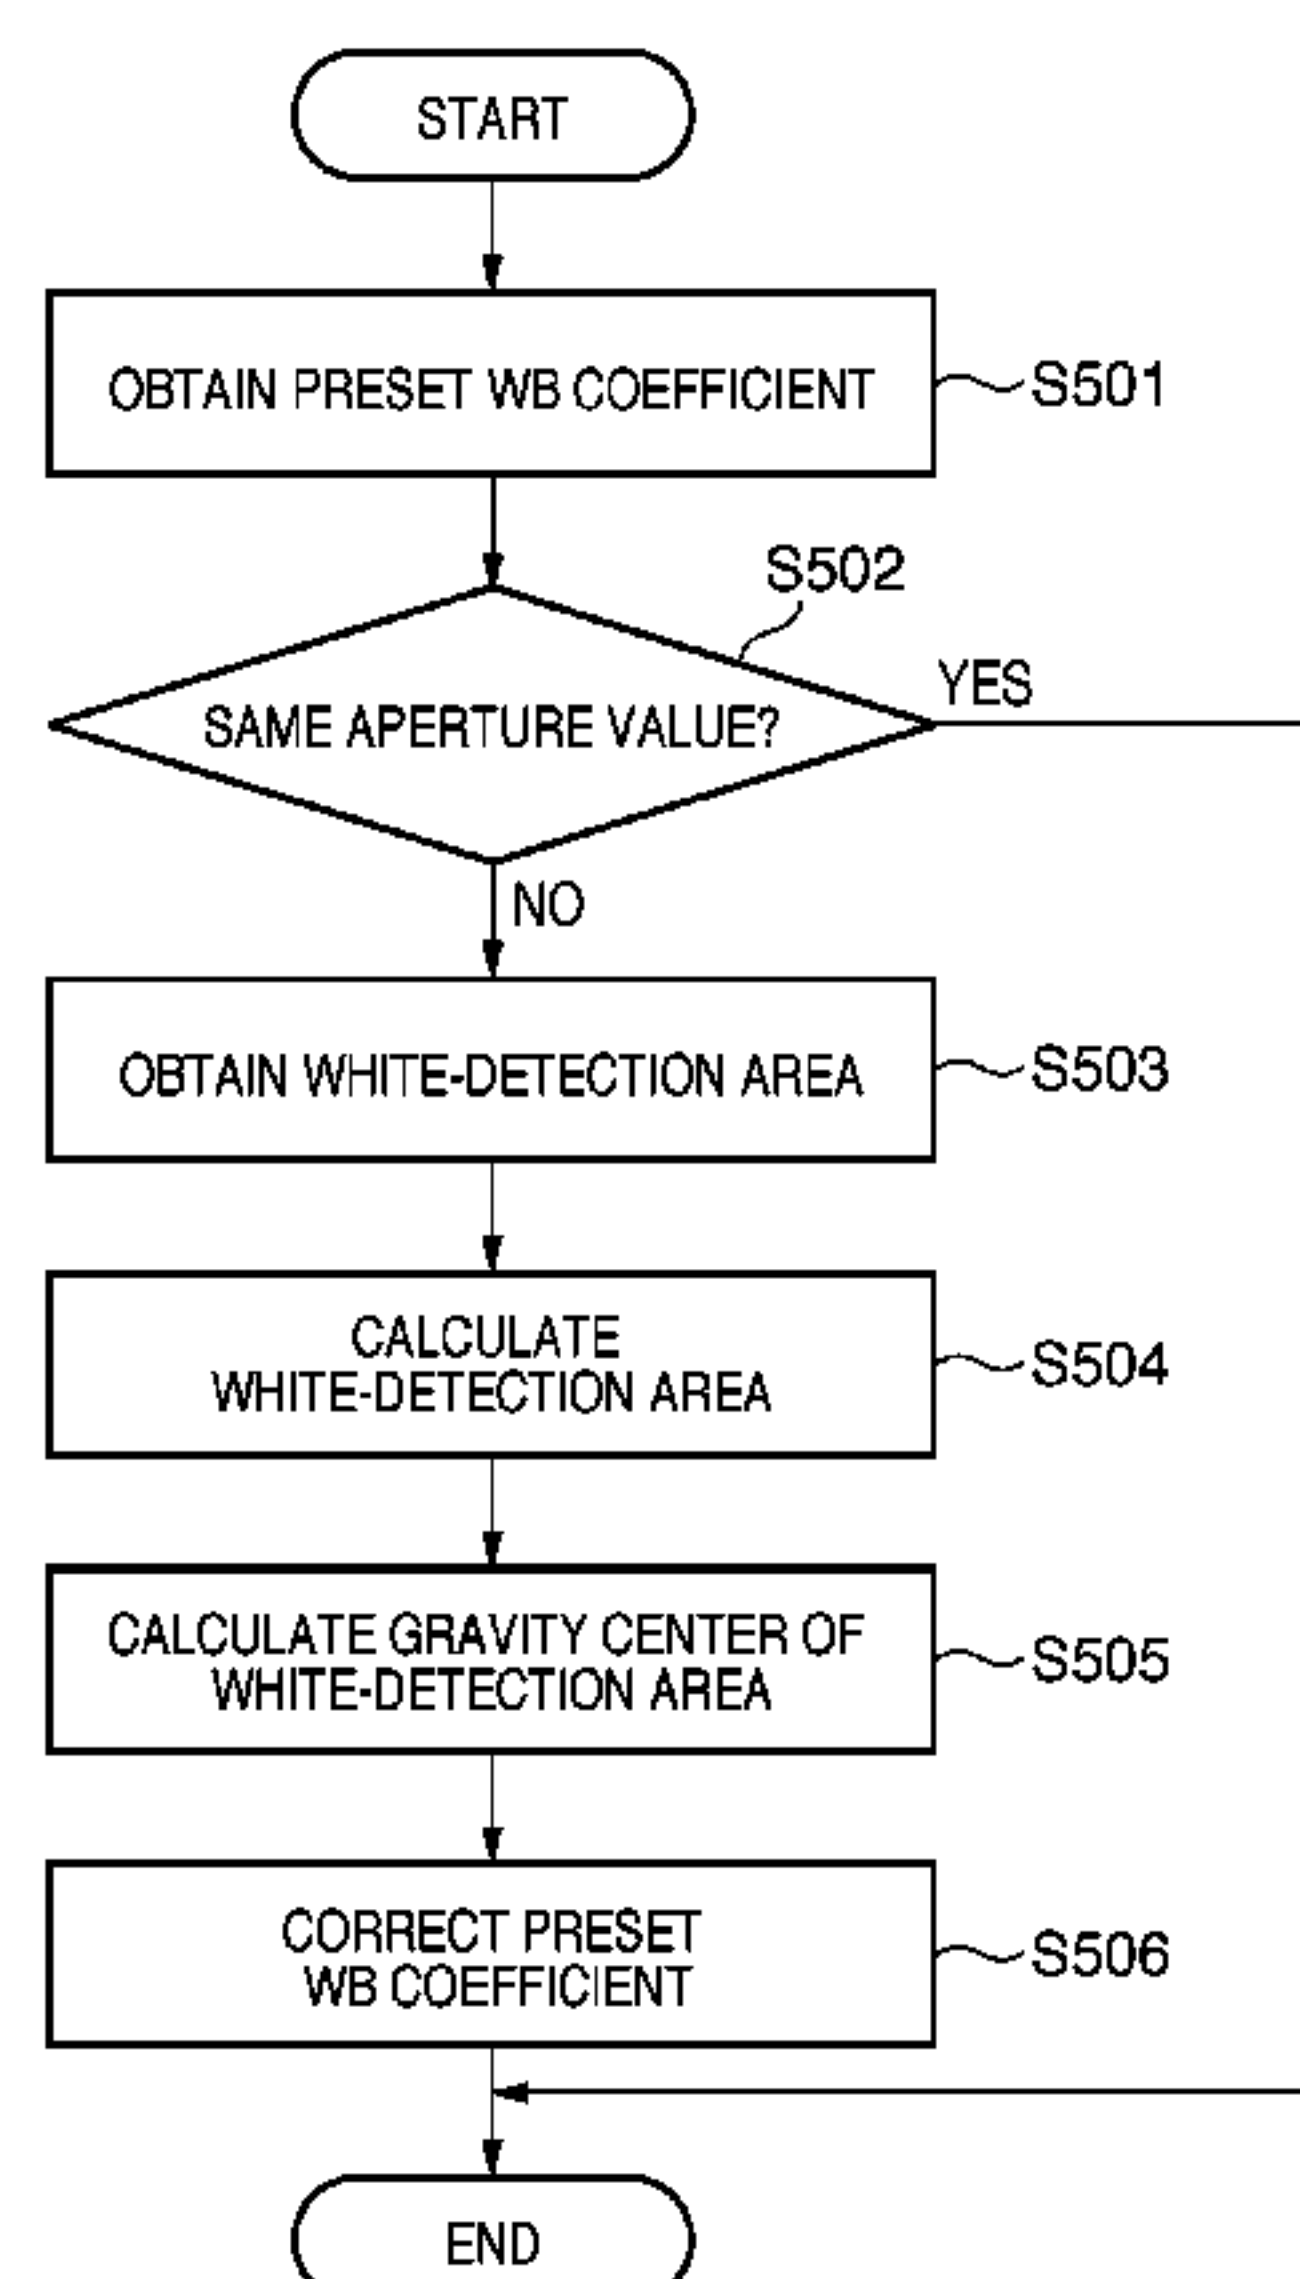 START
OBTAIN PRESET WB COEFFICIENT
S501
S502
SAME APERTURE VALUE?
YES
NO
OBTAIN WHITE-DETECTION AREA
S503
CALCULATE
WHITE-DETECTION AREA
S504
CALCULATE GRAVITY CENTER OF
WHITE-DETECTION AREA
S505
CORRECT PRESET
WB COEFFICIENT
S506
END